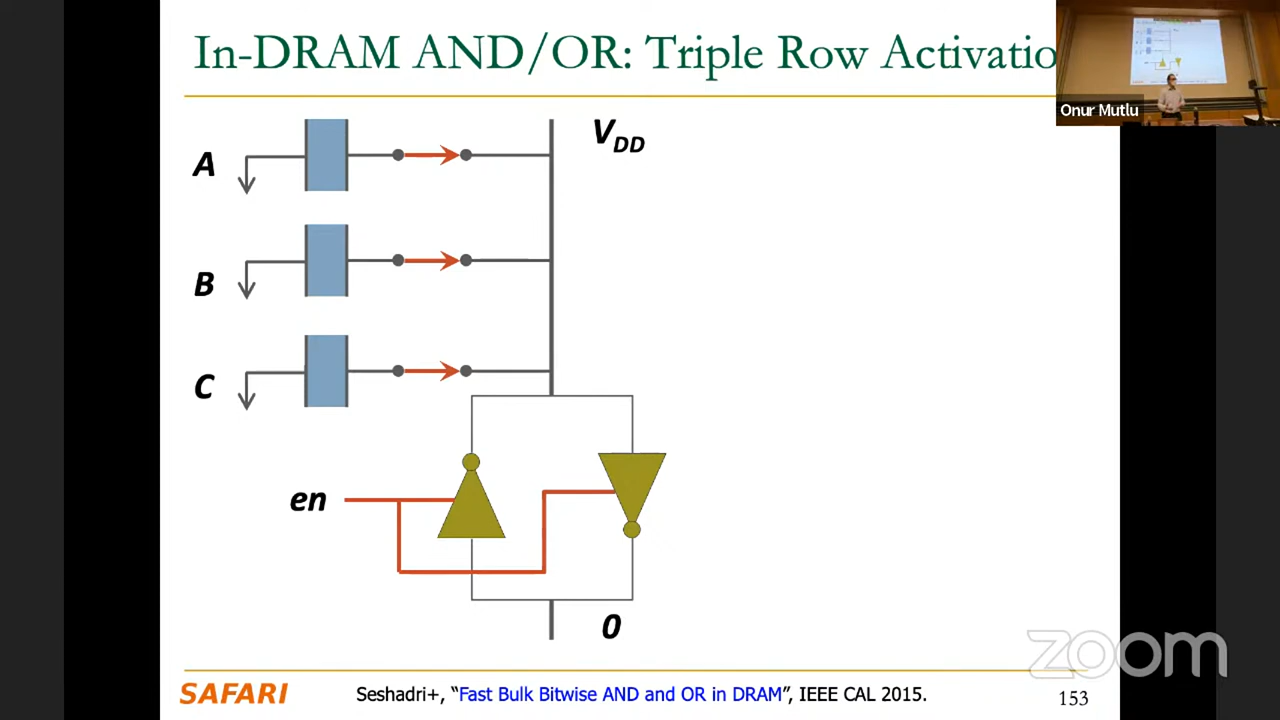 In-DRAM AND/OR: Triple Row Activatio
Onur Mutlu
V_DD
A
B
C
en
0
zoom
SAFARI
Seshadri+, “Fast Bulk Bitwise AND and OR in DRAM”, IEEE CAL 2015.
153